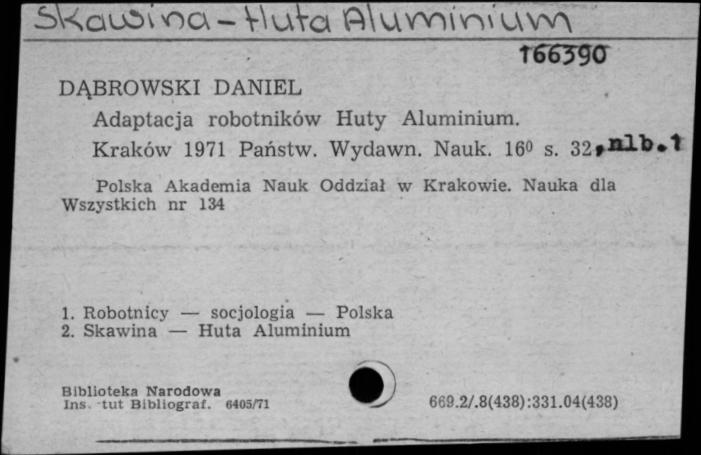 Skawina - Huta Aluminium
166390
DĄBROWSKI DANIEL
Adaptacja robotników Huty Aluminium.
Kraków 1971 Państw. Wydawn. Nauk. 16⁰ s. 32, nlb. 1
Polska Akademia Nauk Oddział w Krakowie. Nauka dla
Wszystkich nr 134
1. Robotnicy — socjologia — Polska
2. Skawina — Huta Aluminium
Biblioteka Narodowa
Ins tut Bibliograf. 6405/71
669.2/.8(438):331.04(438)